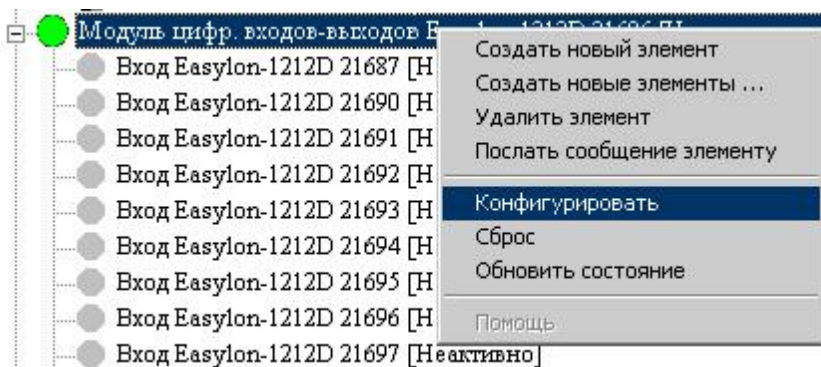 Модуль цифр. входов-выходов
Вход Easylon-1212D 21687 [Н
Вход Easylon-1212D 21690 [Н
Вход Easylon-1212D 21691 [Н
Вход Easylon-1212D 21692 [Н
Вход Easylon-1212D 21693 [Н
Вход Easylon-1212D 21694 [Н
Вход Easylon-1212D 21695 [Н
Вход Easylon-1212D 21696 [Н
Вход Easylon-1212D 21697 [Неактивно]
Создать новый элемент
Создать новые элементы ...
Удалить элемент
Послать сообщение элементу
Конфигурировать
Сброс
Обновить состояние
Помощь